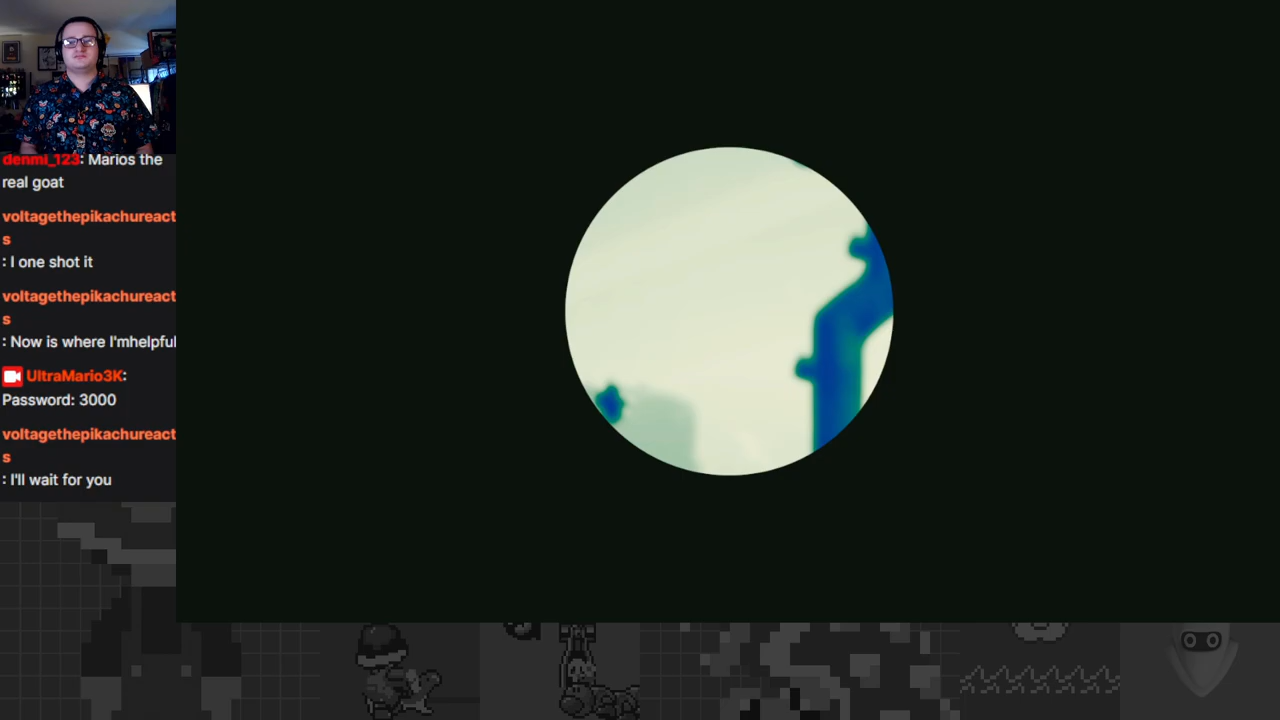 denmi_123: Marios the
real goat
voltagethepikachureact
s
: I one shot it
voltagethepikachureact
s
: Now is where I'mhelpful
UltraMario3K:
Password: 3000
voltagethepikachureact
s
: I'll wait for you